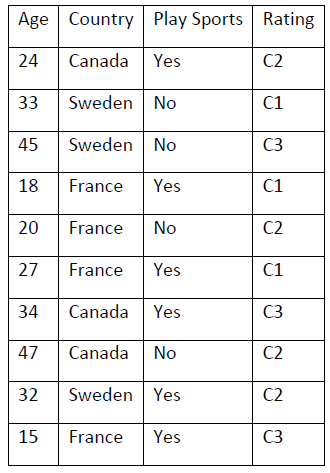 Age Country Play Sports Rating
24 Canada Yes C2
33 Sweden No C1
45 Sweden No C3
18 France Yes C1
20 France No C2
27 France Yes C1
34 Canada Yes C3
47 Canada No C2
32 Sweden Yes C2
15 France Yes C3